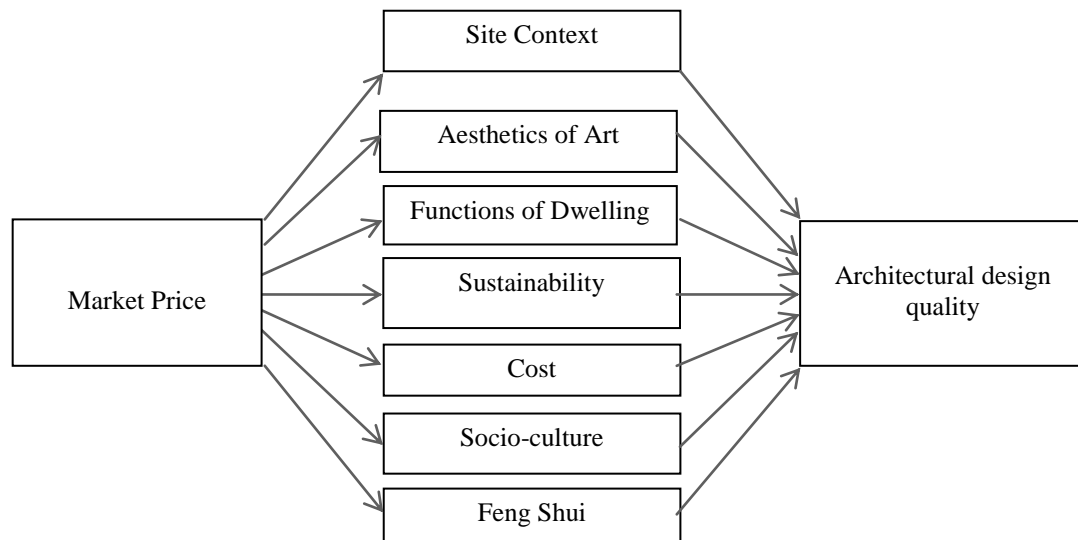 Site Context
Aesthetics of Art
Functions of Dwelling
Sustainability
Market Price
Architectural design
quality
Cost
Socio-culture
Feng Shui